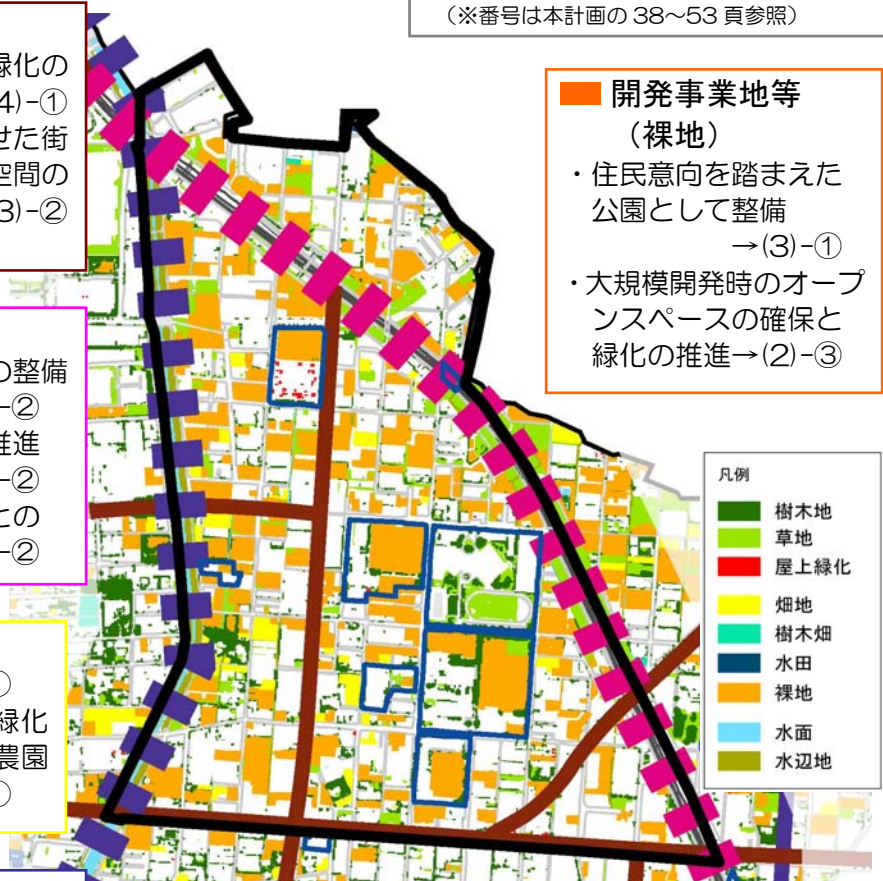 （※番号は本計画の 38～53 頁参照）
緑化の
4)-①
せた街
空間の
3)-②
の整備
-②
推進
-②
との
-②
）
緑化
農園
）
■ 開発事業地等
（裸地）
・住民意向を踏まえた
公園として整備
→(3)-①
・大規模開発時のオープ
ンスペースの確保と
緑化の推進→(2)-③
凡例
樹木地
草地
屋上緑化
畑地
樹木畑
水田
裸地
水面
水辺地